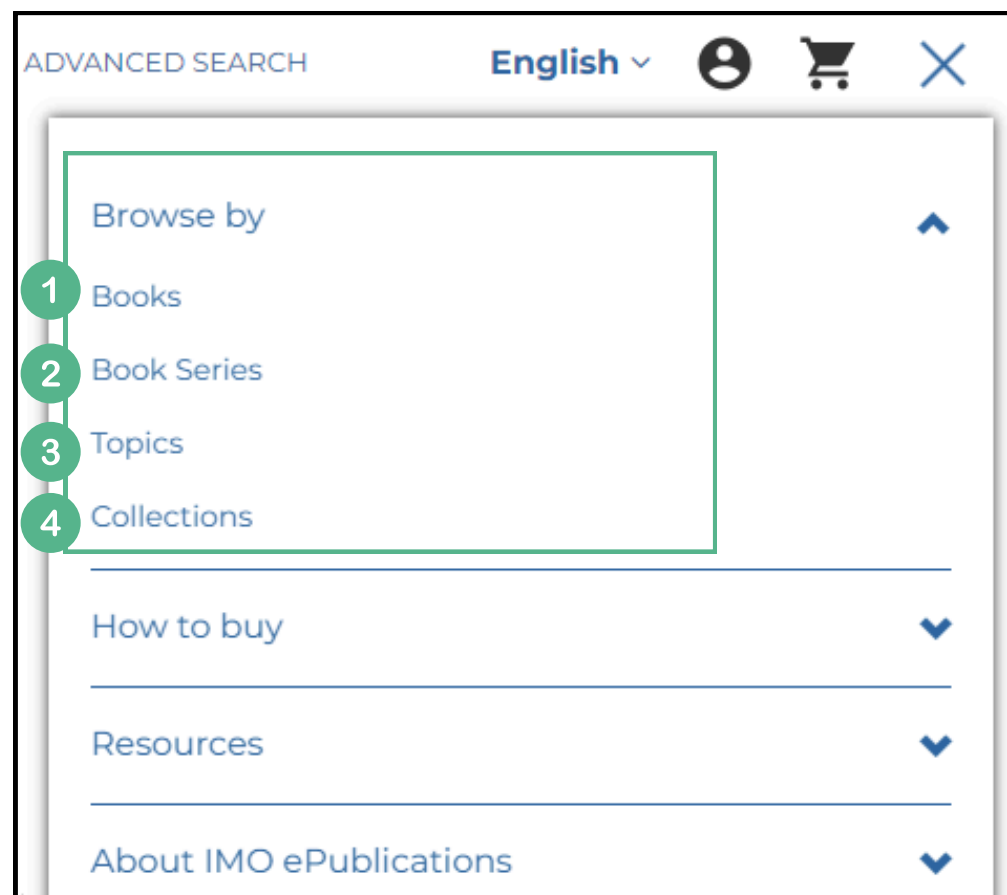 ADVANCED SEARCH English
Browse by
1 Books
2 Book Series
3 Topics
4 Collections
How to buy
Resources
About IMO ePublications